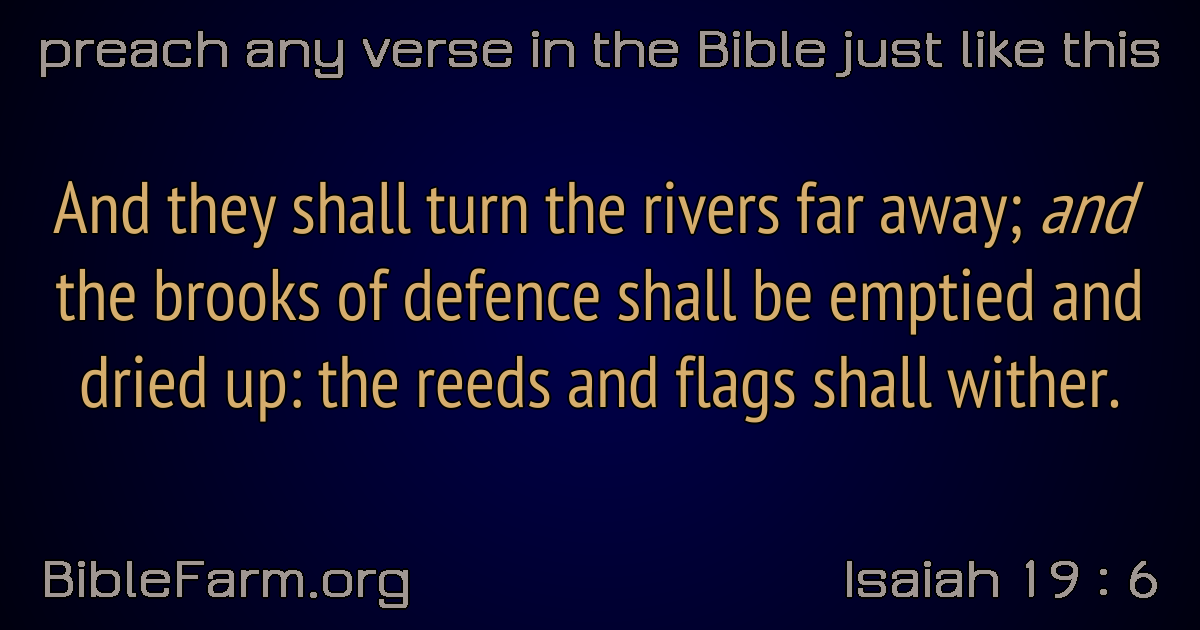 preach any verse in the Bible just like this
And they shall turn the rivers far away; and
the brooks of defence shall be emptied and
dried up: the reeds and flags shall wither.
BibleFarm.org
Isaiah 19 : 6